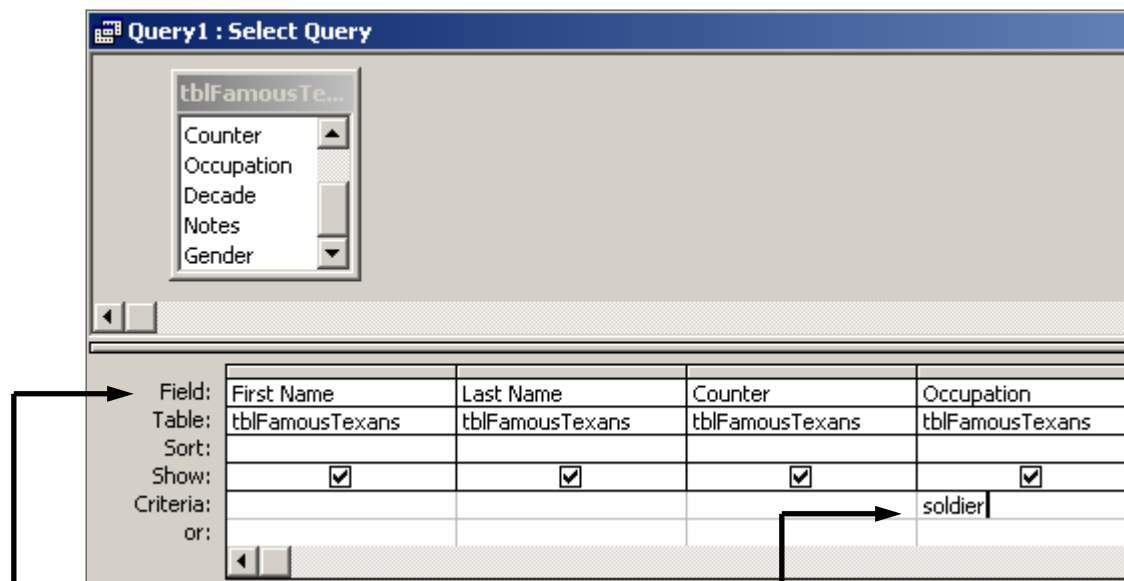 Query1 : Select Query
tblFamousTe...
Counter
Occupation
Decade
Notes
Gender
Field: First Name Last Name Counter Occupation
Table: tblFamousTexans tblFamousTexans tblFamousTexans tblFamousTexans
Sort:
Show:
Criteria: soldier
or: